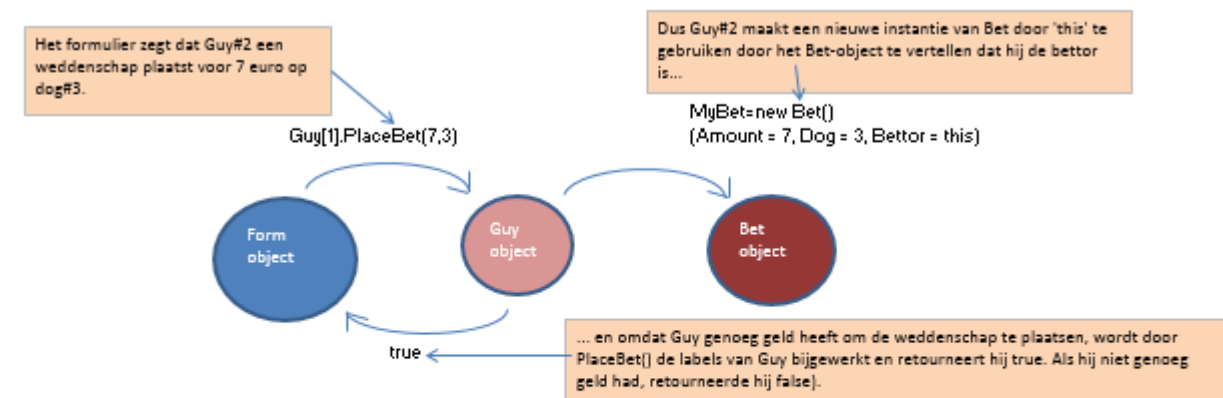 Het formulier zegt dat Guy#2 een
weddenschap plaatst voor 7 euro op
dog#3.
Dus Guy#2 maakt een nieuwe instantie van Bet door 'this' te
gebruiken door het Bet-object te vertellen dat hij de bettor
is...
Guy[1].PlaceBet(7,3)
MyBet=new Bet()
(Amount = 7, Dog = 3, Bettor = this)
Form
object
Guy
object
Bet
object
true
... en omdat Guy genoeg geld heeft om de weddenschap te plaatsen, wordt door
PlaceBet() de labels van Guy bijgewerkt en retourneert hij true. Als hij niet genoeg
geld had, retourneerde hij false).